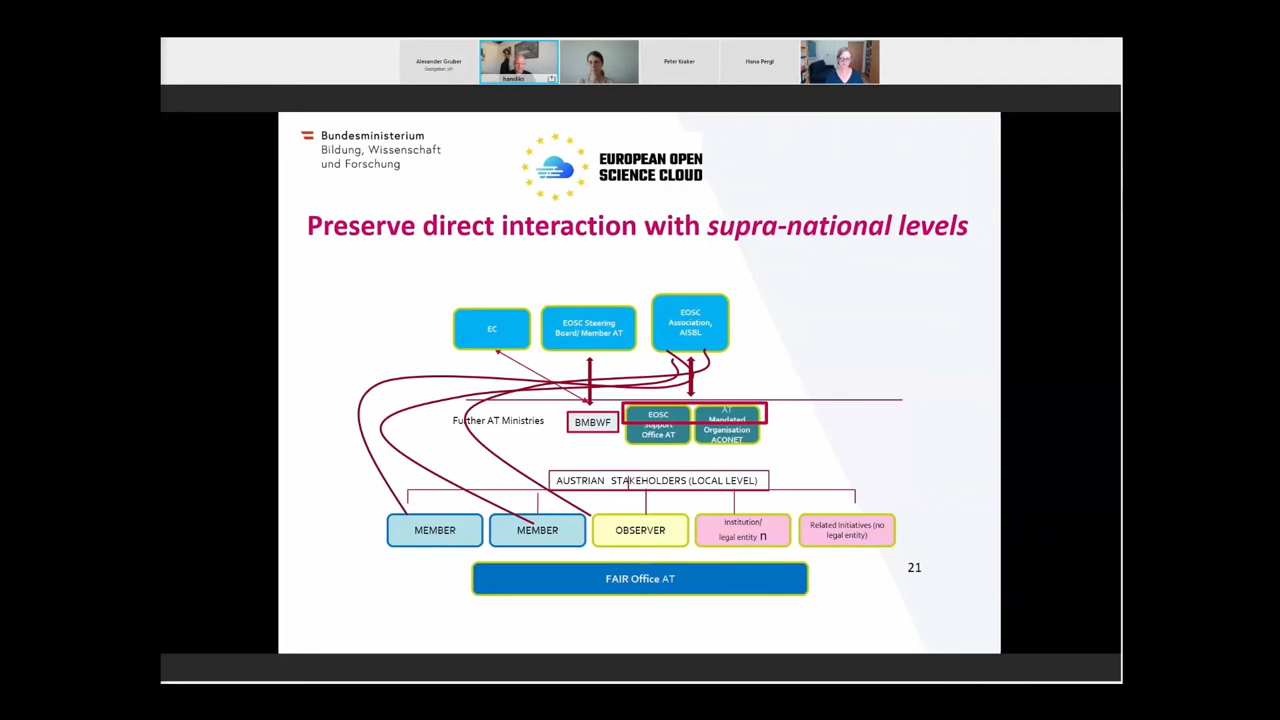 Alexander Gruber
Gastgeber, ich
handiks
Peter Kraker
Hana Pergl
Bundesministerium
Bildung, Wissenschaft
und Forschung
EUROPEAN OPEN
SCIENCE CLOUD
Preserve direct interaction with supra-national levels
EC
EOSC Steering
Board/ Member AT
EOSC
Association,
AISBL
Further AT Ministries
BMBWF
EOSC
Support
Office AT
AT
Mandated
Organisation
ACONET
AUSTRIAN STAKEHOLDERS (LOCAL LEVEL)
MEMBER
MEMBER
OBSERVER
Institution/
legal entity n
Related Initiatives (no
legal entity)
21
FAIR Office AT